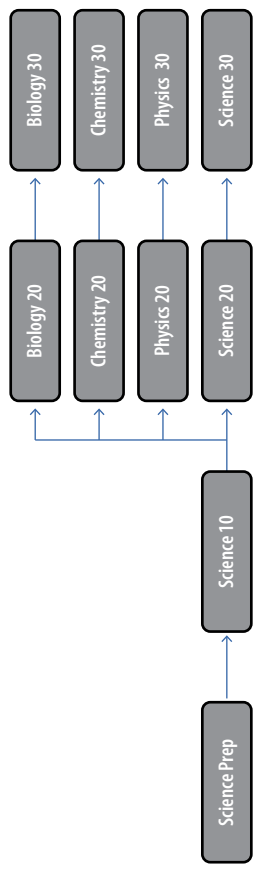 Science Prep
Science 10
Biology 20
Chemistry 20
Physics 20
Science 20
Biology 30
Chemistry 30
Physics 30
Science 30